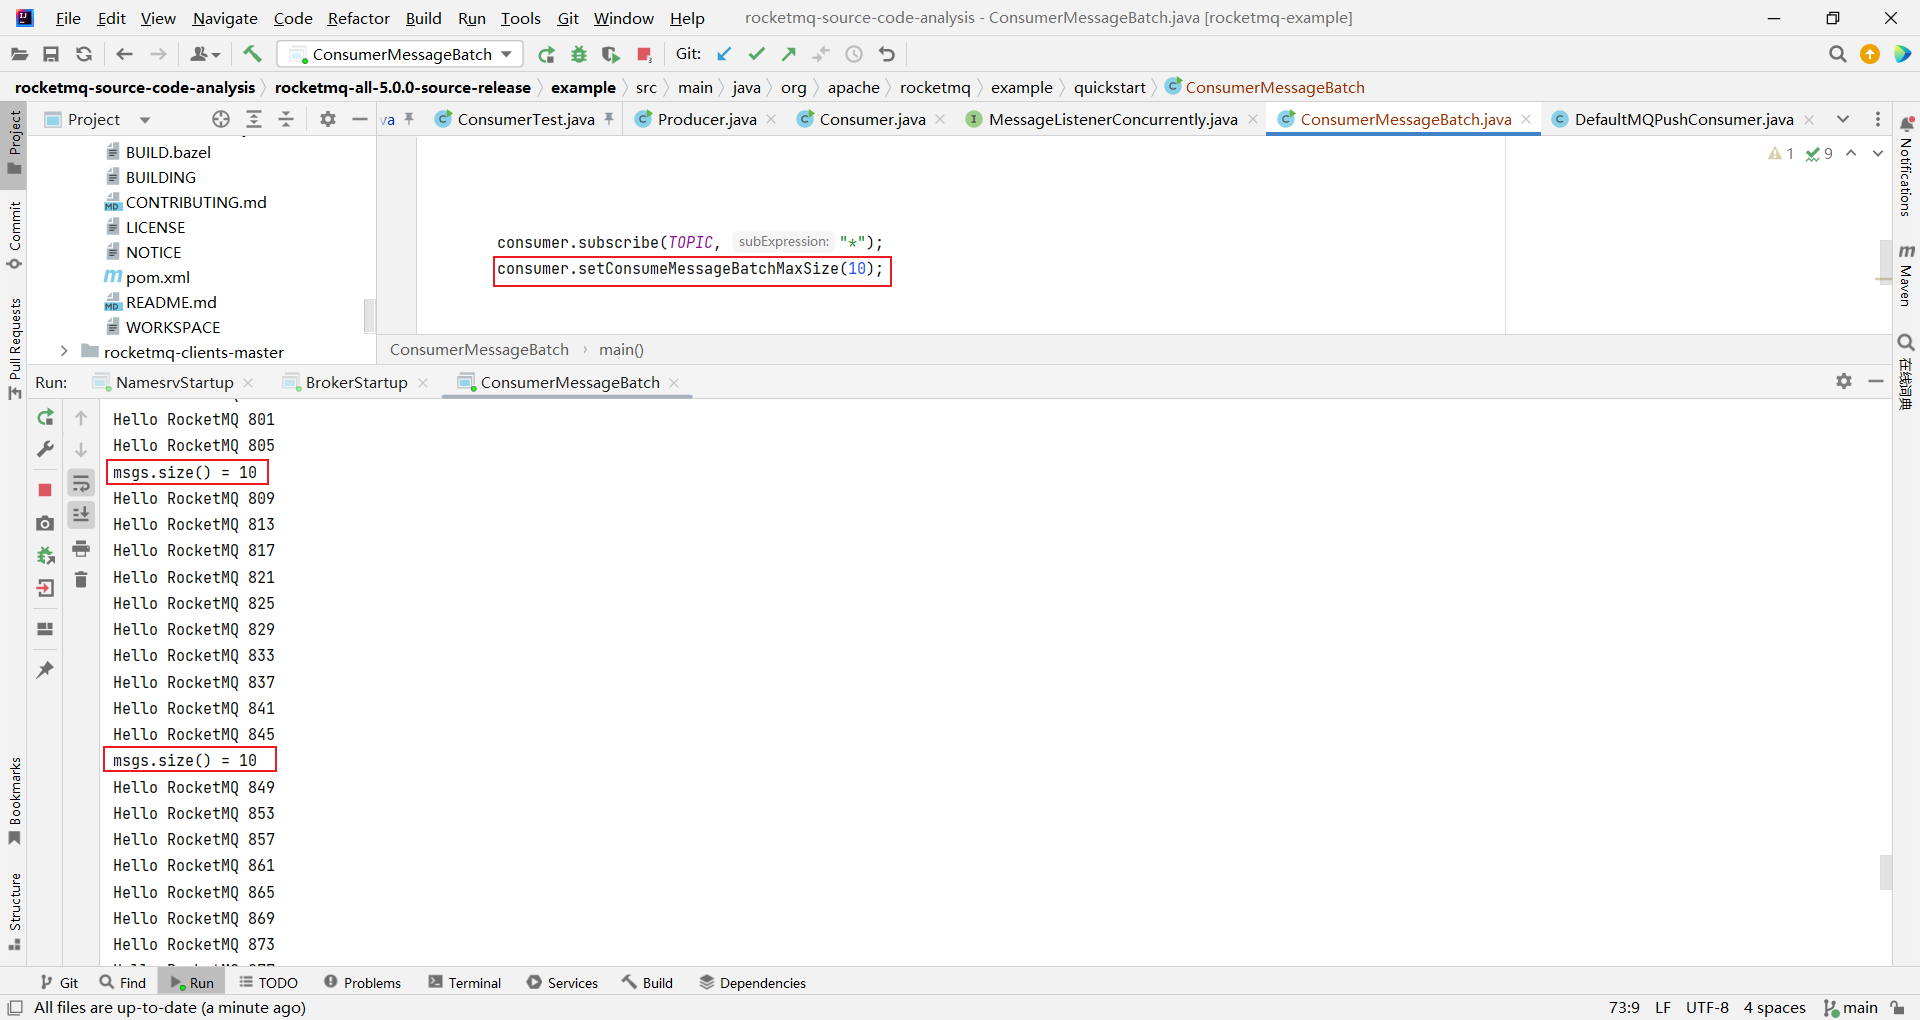 File Edit View Navigate Code Refactor Build Run Tools Git Window Help rocketmq-source-code-analysis - ConsumerMessageBatch.java [rocketmq-example]
ConsumerMessageBatch Git:
rocketmq-source-code-analysis rocketmq-all-5.0.0-source-release example src main java org apache rocketmq example quickstart ConsumerMessageBatch
Project va ConsumerTest.java Producer.java Consumer.java MessageListenerConcurrently.java ConsumerMessageBatch.java DefaultMQPushConsumer.java
Project
Commit
Pull Requests
BUILD.bazel
BUILDING
CONTRIBUTING.md
LICENSE
NOTICE
pom.xml
README.md
WORKSPACE
rocketmq-clients-master
1 9
consumer.subscribe(TOPIC, subExpression: "*");
consumer.setConsumeMessageBatchMaxSize(10);
ConsumerMessageBatch main()
Notifications
Maven
在线词典
Run: NamesrvStartup BrokerStartup ConsumerMessageBatch
Hello RocketMQ 801
Hello RocketMQ 805
msgs.size() = 10
Hello RocketMQ 809
Hello RocketMQ 813
Hello RocketMQ 817
Hello RocketMQ 821
Hello RocketMQ 825
Hello RocketMQ 829
Hello RocketMQ 833
Hello RocketMQ 837
Hello RocketMQ 841
Hello RocketMQ 845
msgs.size() = 10
Hello RocketMQ 849
Hello RocketMQ 853
Hello RocketMQ 857
Hello RocketMQ 861
Hello RocketMQ 865
Hello RocketMQ 869
Hello RocketMQ 873
Bookmarks
Structure
Git Find Run TODO Problems Terminal Services Build Dependencies
All files are up-to-date (a minute ago) 73:9 LF UTF-8 4 spaces main